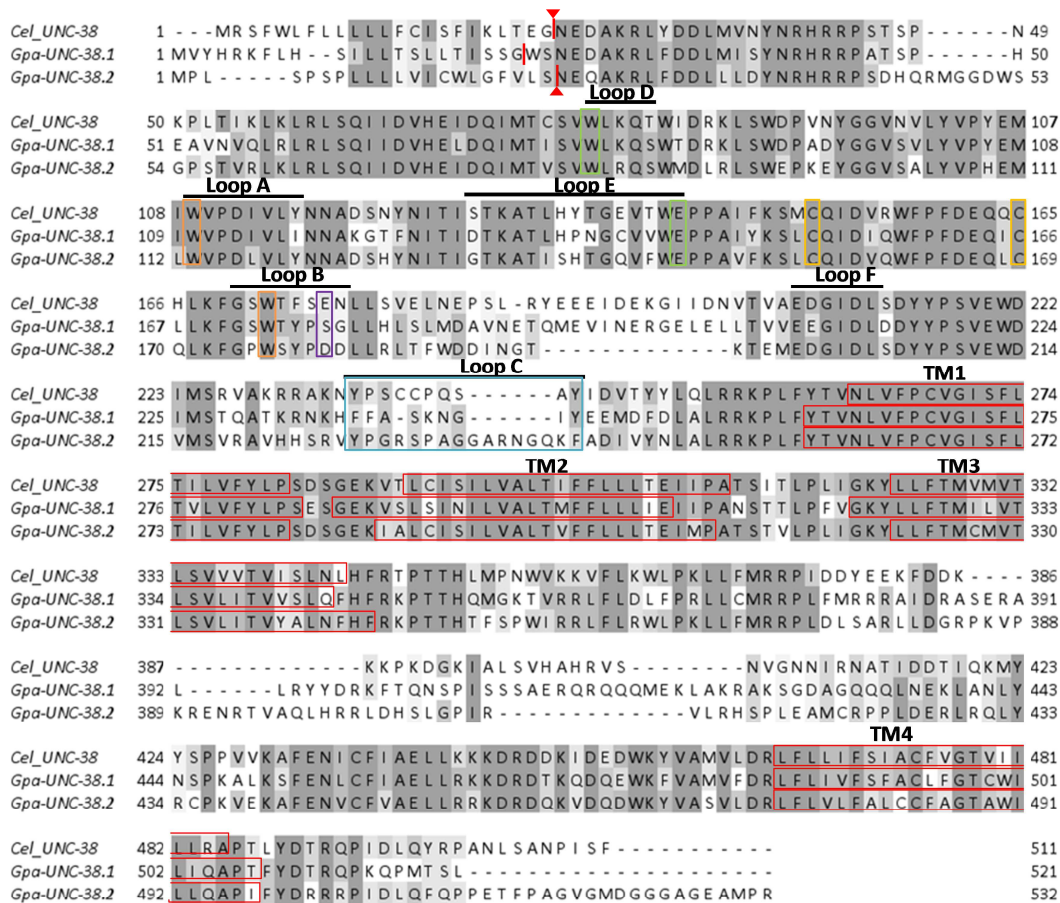 Cel_UNC-38 1 ---MRSFWLFLLLLLFCISFIKLTEGNEDAKRLYDDLMVNYNRHRRPSTSP------N 49
Gpa-UNC-38.1 1 MVYHRKFLH--SILLTSLLTISSGWSNEDAKRLFDDLLLNYNRHRRPATSP------H 50
Gpa-UNC-38.2 1 MPL-----SPSPLLLLLVICWLGFVLSNEQAKRLFDDLLLDYNRHRRPSDHQRMGGDWS 53
Loop D
Cel_UNC-38 50 KPLTIKLKLRLSQIIDVHEIDQIMTCSVWLKQTWIDRKLSWDPVNYGGVNVLYVPYEM 107
Gpa-UNC-38.1 51 EAVNVQLRLRLSQIIDVHELDQIMTISVWLKQSWTDRKLSWDPADYGGVSVLYVPYEM 108
Gpa-UNC-38.2 54 GPSTVRLKLRLSQIIDVHEIDQIMTVSVWLRQSWMDLRLSWEPKEYGGVSALYVPHEM 111
Loop A Loop E
Cel_UNC-38 108 IWVPDIVLYNNADSNYNITISTKATLHYTGEVTWEPPAIFKSMCQIDVRWFPFDEQQC 165
Gpa-UNC-38.1 109 IWVPDIVLINNAKGTFNITIDTKATLHPNGCVVWEPPAIYKSLCQIDIQWFPFDEQIC 166
Gpa-UNC-38.2 112 LWVPDLVLYNNADSHYNITIGTKATISHTGQVFWEPPAVFKSLCQIDIQWFPFDEQLC 169
Loop B Loop F
Cel_UNC-38 166 HLKFGSWTFSENLLSVELNEPSL-RYEEEIDEKGIIDNVTVAEDGIDLSDYYPSVEWD 222
Gpa-UNC-38.1 167 LLKFGSWTYPSGLLHLSLMDAVNETQMEVINERGELELLTVVEEGIDLDDYYPSVEWD 224
Gpa-UNC-38.2 170 QLKFGPWSYPDDLLRLTFWDDINGT-----------KTEMEDGIDLSDYYPSVEWD 214
Loop C TM1
Cel_UNC-38 223 IMSRVAKRRAKNYPSCCPQS------AYIDVTYYLQLRRKPLFYTVNLVFPCVGISFL 274
Gpa-UNC-38.1 225 IMSTQATKRNKHFFA-SKNG------IYEEMDFDLALRRKPLFYTVNLVFPCVGISFL 275
Gpa-UNC-38.2 215 VMSVRAVHHSRVYPGRSPAGGARNGQKFADIVYNLALRRKPLFYTVNLVFPCVGISFL 272
TM2 TM3
Cel_UNC-38 275 TILVFYLPSDSGEKVTLCISILVALTIFFLLLTEIIPATSITLPLIGKYLLFTMVMVT 332
Gpa-UNC-38.1 276 TVLVFYLPSESGEKVSLSINILVALTMFFLLLIEIIPANSTTLPFVGKYLLFTMILVT 333
Gpa-UNC-38.2 273 TILVFYLPSDSGEKIALCISILVALTVFFLLLTEIMPATSTVLPLIGKYLLFTMCMVT 330
Cel_UNC-38 333 LSVVVTVISLNLHFRTPTTHLMPNWVKKVFLKWLPKLLFMRRPIDDYEEKFDDK---- 386
Gpa-UNC-38.1 334 LSVLITVVSLQFHFRKPTTHQMGKTVRRLFLDLFPRLLCMRRPLFMRRRAIDRASERA 391
Gpa-UNC-38.2 331 LSVLITVYALNFHFRKPTTHTFSPWIRRLFLRWLPKLLFMRRPLDLSARLLDGRPKVP 388
Cel_UNC-38 387 ------------KKPKDGKIALSVHAHRVS--------NVGNNIRNATIDDTIQKMY 423
Gpa-UNC-38.1 392 L------LRYYDRKFTQNSPISSSAERQRQQQMEKLAKRAKSGDAGQQQLNEKLANLY 443
Gpa-UNC-38.2 389 KRENRTVAQLHRRLDHSLGPIR-------------VLRHSPLEAMCRPPLDERLRQLY 433
TM4
Cel_UNC-38 424 YSPPVVKAFENICFIAELLKKKDRDDKIDEDWKYVAMVLDRLFLLIFSIACFVGTVII 481
Gpa-UNC-38.1 444 NSPKALKSFENLCFIAELLKKKDRDTKQDQEWKFVAMVFDRLFLIVFSFACLFGTCWI 501
Gpa-UNC-38.2 434 RCPKVEKAFENVCFVAELLRRKDRDQKVDQDWKYVASVLDRLFLVLFALCCFAGTAWI 491
Cel_UNC-38 482 LLRAPTLYDTRQPIDLQYRPANLSANPISF----------- 511
Gpa-UNC-38.1 502 LIQAPTFYDTRQPKQPMTSL--------------------- 521
Gpa-UNC-38.2 492 LLQAPIFYDRRRPIDLQFQPPETFPAGVGMDGGGAGEAMPR 532